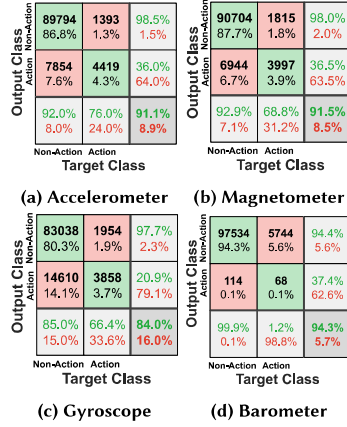 Output Class
Non-Action
Action
89794 1393 98.5%
86.8% 1.3% 1.5%
7854 4419 36.0%
7.6% 4.3% 64.0%
92.0% 76.0% 91.1%
8.0% 24.0% 8.9%
Non-Action Action
Target Class
(a) Accelerometer
Output Class
Non-Action
Action
90704 1815 98.0%
87.7% 1.8% 2.0%
6944 3997 36.5%
6.7% 3.9% 63.5%
92.9% 68.8% 91.5%
7.1% 31.2% 8.5%
Non-Action Action
Target Class
(b) Magnetometer
Output Class
Non-Action
Action
83038 1954 97.7%
80.3% 1.9% 2.3%
14610 3858 20.9%
14.1% 3.7% 79.1%
85.0% 66.4% 84.0%
15.0% 33.6% 16.0%
Non-Action Action
Target Class
(c) Gyroscope
Output Class
Non-Action
Action
97534 5744 94.4%
94.3% 5.6% 5.6%
114 68 37.4%
0.1% 0.1% 62.6%
99.9% 1.2% 94.3%
0.1% 98.8% 5.7%
Non-Action Action
Target Class
(d) Barometer